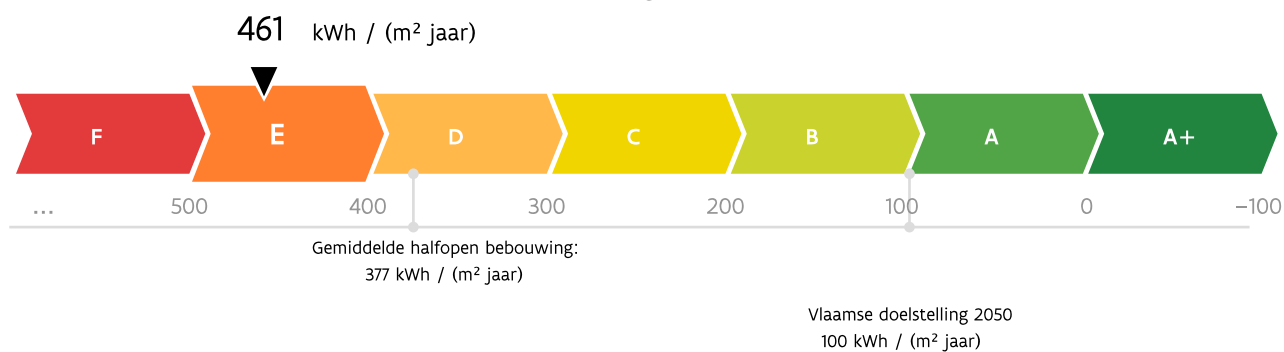 461 kWh / (m² jaar)
F E D C B A A+
... 500 400 300 200 100 0 −100
Gemiddelde halfopen bebouwing:
377 kWh / (m² jaar)
Vlaamse doelstelling 2050
100 kWh / (m² jaar)